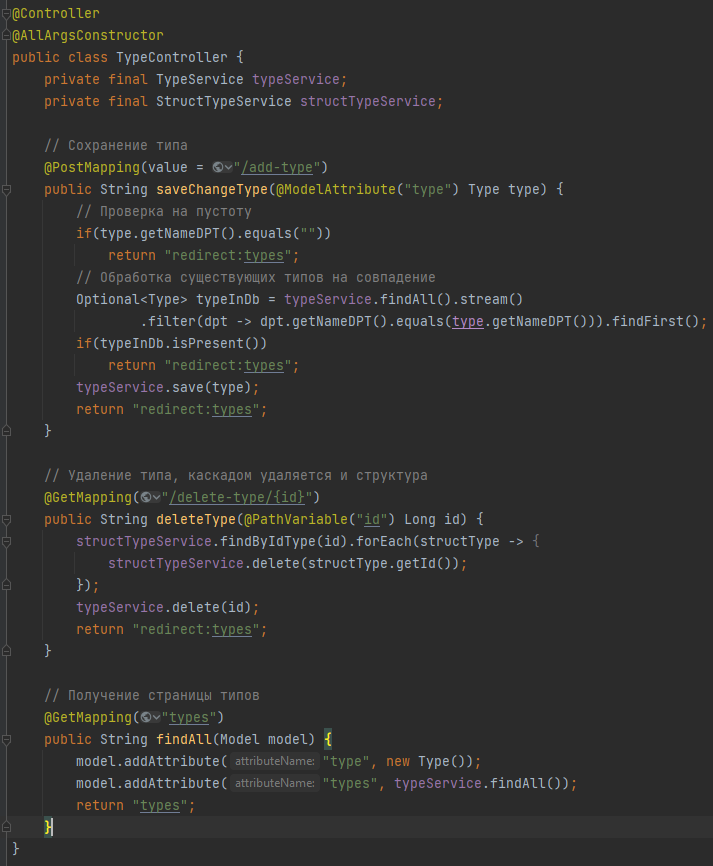 @Controller
@AllArgsConstructor
public class TypeController {
    private final TypeService typeService;
    private final StructTypeService structTypeService;

    // Сохранение типа
    @PostMapping(value = "/add-type")
    public String saveChangeType(@ModelAttribute("type") Type type) {
        // Проверка на пустоту
        if(type.getNameDPT().equals(""))
            return "redirect:types";
        // Обработка существующих типов на совпадение
        Optional<Type> typeInDb = typeService.findAll().stream()
                .filter(dpt -> dpt.getNameDPT().equals(type.getNameDPT())).findFirst();
        if(typeInDb.isPresent())
            return "redirect:types";
        typeService.save(type);
        return "redirect:types";
    }

    // Удаление типа, каскадом удаляется и структура
    @GetMapping("/delete-type/{id}")
    public String deleteType(@PathVariable("id") Long id) {
        structTypeService.findByIdType(id).forEach(structType -> {
            structTypeService.delete(structType.getId());
        });
        typeService.delete(id);
        return "redirect:types";
    }

    // Получение страницы типов
    @GetMapping("types")
    public String findAll(Model model) {
        model.addAttribute( attributeName: "type", new Type());
        model.addAttribute( attributeName: "types", typeService.findAll());
        return "types";
    }
}